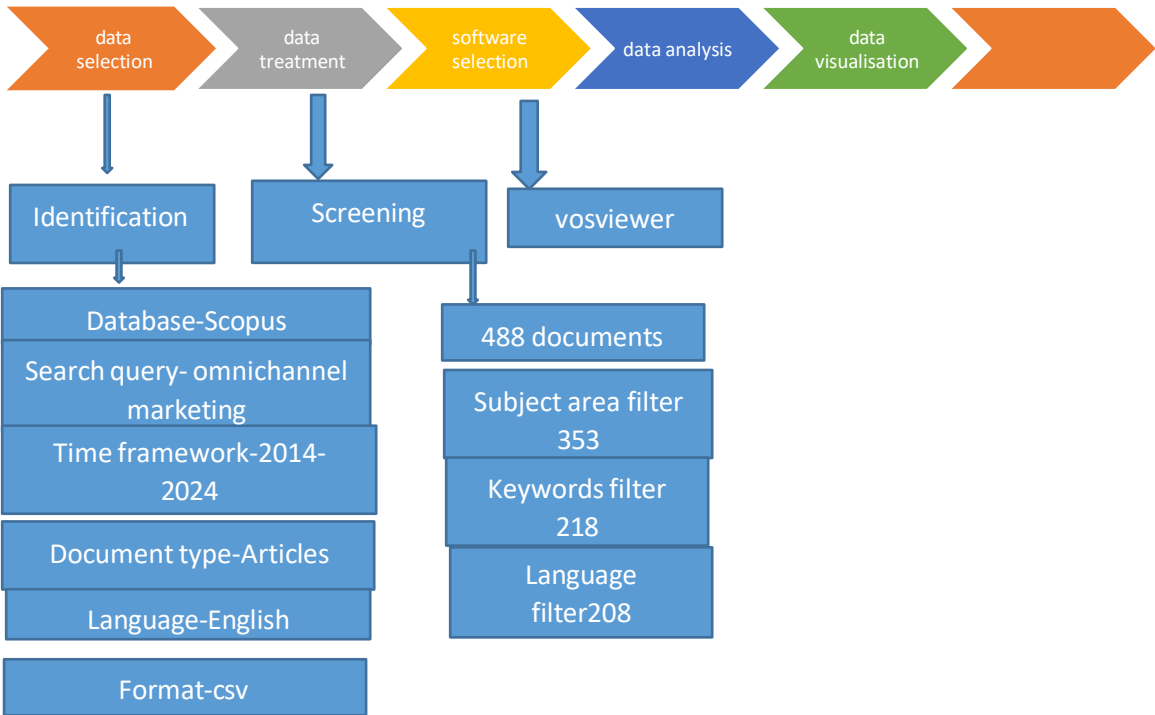 data
selection
data
treatment
software
selection
data analysis
data
visualisation
Identification
Screening
vosviewer
Database-Scopus
Search query- omnichannel
marketing
Time framework-2014-
2024
Document type-Articles
Language-English
Format-csv
488 documents
Subject area filter
353
Keywords filter
218
Language
filter208